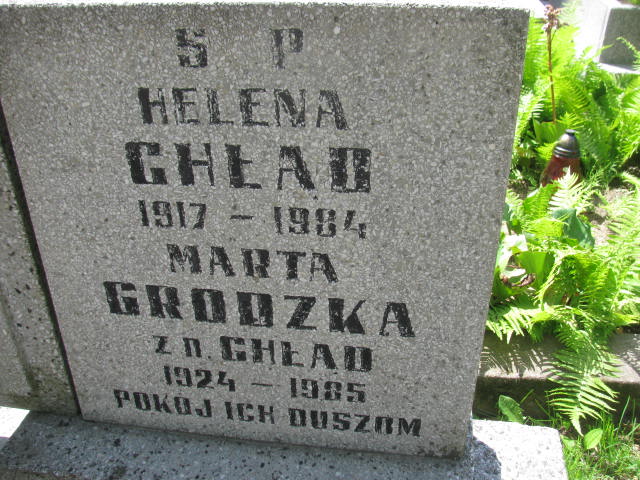 S P
HELENA
CHŁAD
1917 - 1984
MARTA
GRODZKA
Z D. CHŁAD
1924 - 1985
POKÓJ ICH DUSZOM